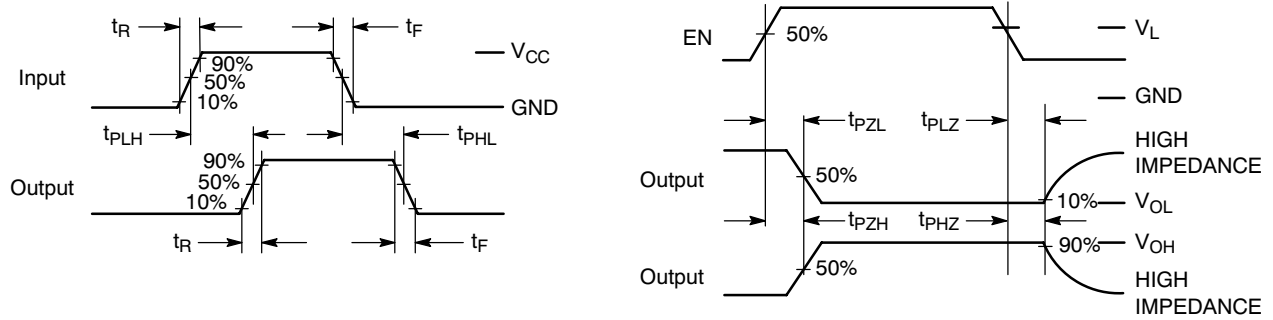 tR
tF
VCC
Input
90%
50%
10%
GND
tPLH
tPHL
Output
90%
50%
10%
tR
tF
EN
50%
VL
GND
tPZL
tPLZ
HIGH
IMPEDANCE
Output
50%
10%
VOL
tPZH
tPHZ
90%
VOH
Output
50%
HIGH
IMPEDANCE